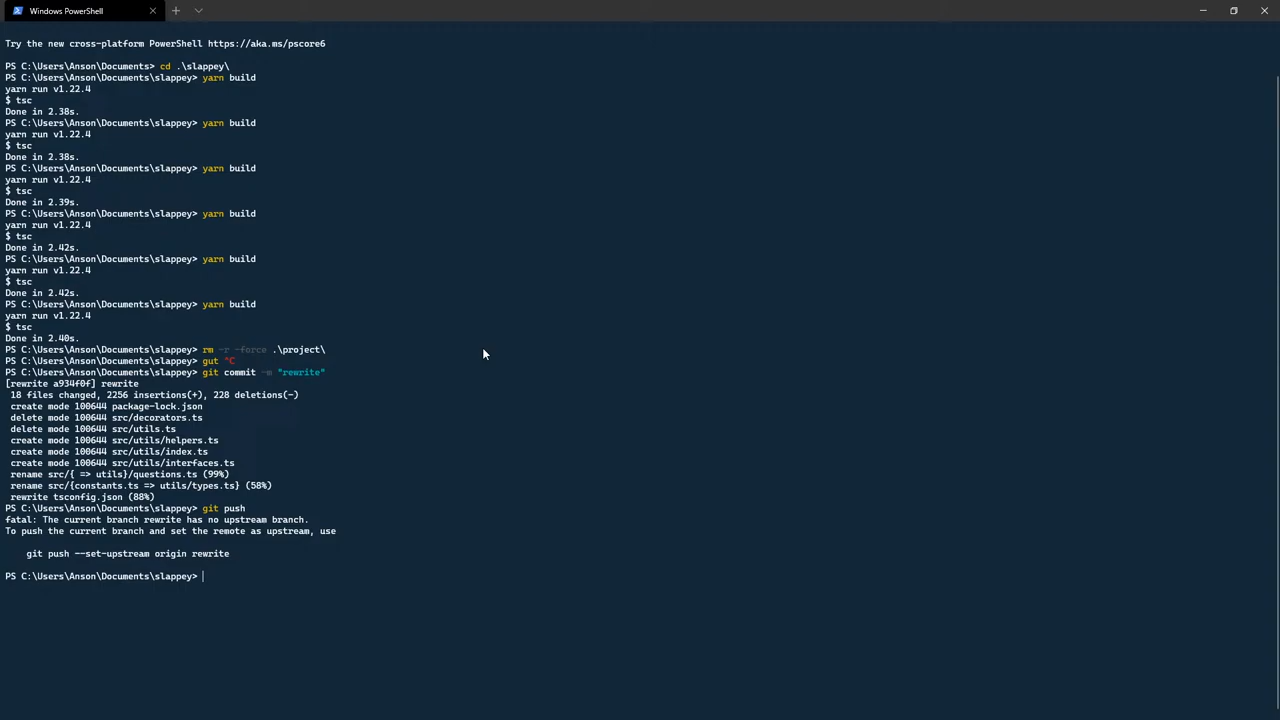 Windows PowerShell
Try the new cross-platform PowerShell https://aka.ms/pscore6
PS C:\Users\Anson\Documents> cd .\slappey\
PS C:\Users\Anson\Documents\slappey> yarn build
yarn run v1.22.4
$ tsc
Done in 2.38s.
PS C:\Users\Anson\Documents\slappey> yarn build
yarn run v1.22.4
$ tsc
Done in 2.38s.
PS C:\Users\Anson\Documents\slappey> yarn build
yarn run v1.22.4
$ tsc
Done in 2.39s.
PS C:\Users\Anson\Documents\slappey> yarn build
yarn run v1.22.4
$ tsc
Done in 2.42s.
PS C:\Users\Anson\Documents\slappey> yarn build
yarn run v1.22.4
$ tsc
Done in 2.42s.
PS C:\Users\Anson\Documents\slappey> yarn build
yarn run v1.22.4
$ tsc
Done in 2.40s.
PS C:\Users\Anson\Documents\slappey> rm -r -force .\project\
PS C:\Users\Anson\Documents\slappey> gut ^C
PS C:\Users\Anson\Documents\slappey> git commit -m "rewrite"
[rewrite a934f0f] rewrite
18 files changed, 2256 insertions(+), 228 deletions(-)
create mode 100644 package-lock.json
delete mode 100644 src/decorators.ts
delete mode 100644 src/utils.ts
create mode 100644 src/utils/helpers.ts
create mode 100644 src/utils/index.ts
create mode 100644 src/utils/interfaces.ts
rename src/{ => utils}/questions.ts (99%)
rename src/{constants.ts => utils/types.ts} (58%)
rewrite tsconfig.json (88%)
PS C:\Users\Anson\Documents\slappey> git push
fatal: The current branch rewrite has no upstream branch.
To push the current branch and set the remote as upstream, use
git push --set-upstream origin rewrite
PS C:\Users\Anson\Documents\slappey>